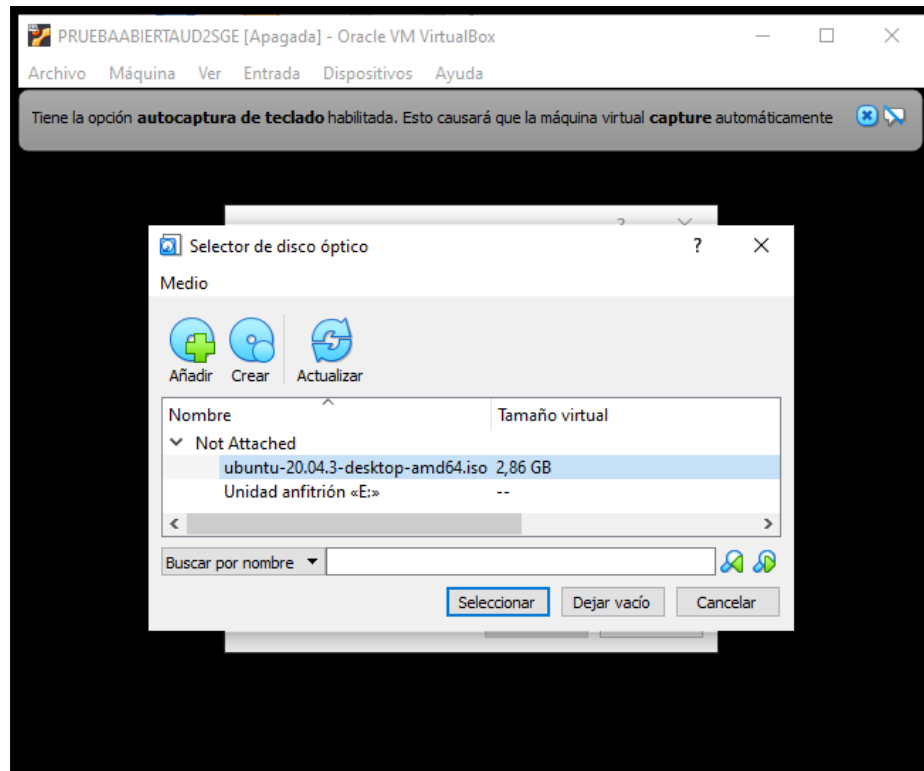 PRUEBAABIERTAUD2SGE [Apagada] - Oracle VM VirtualBox
Archivo Máquina Ver Entrada Dispositivos Ayuda
Tiene la opción autocaptura de teclado habilitada. Esto causará que la máquina virtual capture automáticamente
Selector de disco óptico
Medio
Añadir Crear Actualizar
Nombre Tamaño virtual
Not Attached
ubuntu-20.04.3-desktop-amd64.iso 2,86 GB
Unidad anfitrión «E:» --
Buscar por nombre
Seleccionar Dejar vacío Cancelar